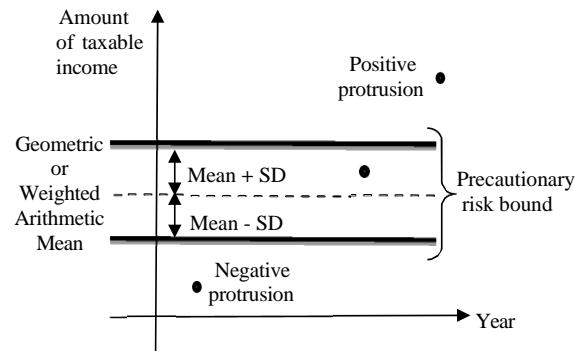 Amount
of taxable
income
Positive
protrusion
Geometric
or
Weighted
Arithmetic
Mean
Mean + SD
Mean - SD
Precautionary
risk bound
Negative
protrusion
Year